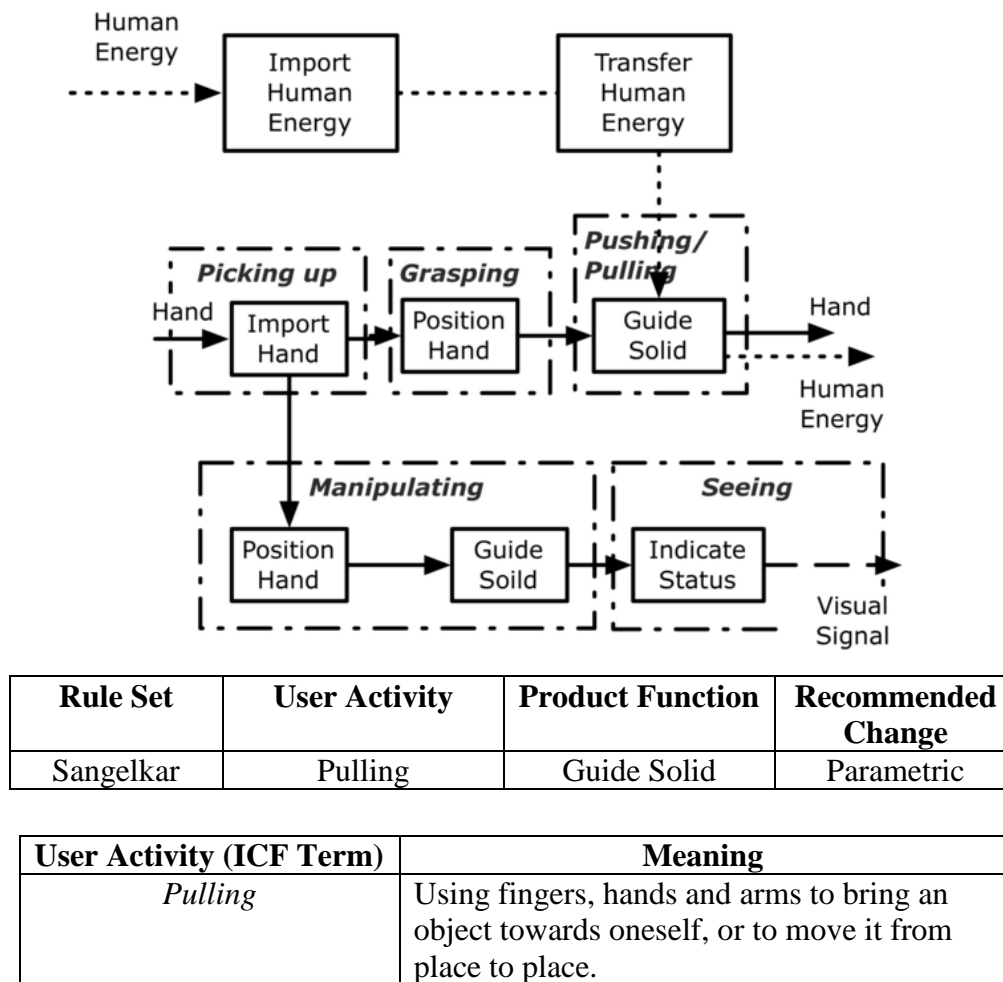 Human
Energy
Import
Human
Energy
Transfer
Human
Energy
Picking up
Grasping
Pushing/
Pulling
Hand
Import
Hand
Position
Hand
Guide
Solid
Hand
Human
Energy
Manipulating
Seeing
Position
Hand
Guide
Soild
Indicate
Status
Visual
Signal
Rule Set User Activity Product Function Recommended
Change
Sangelkar Pulling Guide Solid Parametric
User Activity (ICF Term) Meaning
Pulling Using fingers, hands and arms to bring an
object towards oneself, or to move it from
place to place.